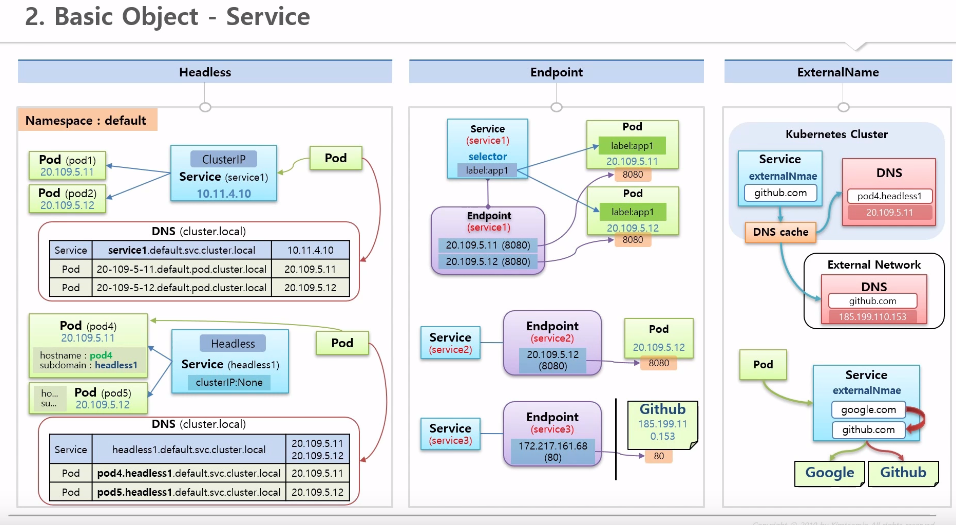 2. Basic Object - Service
Headless
Namespace : default
Pod (pod1)
20.109.5.11
Pod (pod2)
20.109.5.12
ClusterIP
Service (service1)
10.11.4.10
Pod
DNS (cluster.local)
Service service1.default.svc.cluster.local 10.11.4.10
Pod 20-109-5-11.default.pod.cluster.local 20.109.5.11
Pod 20-109-5-12.default.pod.cluster.local 20.109.5.12
Pod (pod4)
20.109.5.11
hostname : pod4
subdomain : headless1
ho...
su...
Pod (pod5)
20.109.5.12
Headless
Service (headless1)
clusterIP:None
Pod
DNS (cluster.local)
Service headless1.default.svc.cluster.local 20.109.5.11
20.109.5.12
Pod pod4.headless1.default.svc.cluster.local 20.109.5.11
Pod pod5.headless1.default.svc.cluster.local 20.109.5.12
Endpoint
Service
(service1)
selector
label:app1
Pod
label:app1
20.109.5.11
8080
Pod
label:app1
20.109.5.12
8080
Endpoint
(service1)
20.109.5.11 (8080)
20.109.5.12 (8080)
Service
(service2)
Endpoint
(service2)
20.109.5.12
(8080)
Pod
20.109.5.12
8080
Service
(service3)
Endpoint
(service3)
172.217.161.68
(80)
Github
185.199.11
0.153
80
ExternalName
Kubernetes Cluster
Service
externalNmae
github.com
DNS
pod4.headless1
20.109.5.11
DNS cache
External Network
DNS
github.com
185.199.110.153
Pod
Service
externalNmae
google.com
github.com
Google
Github